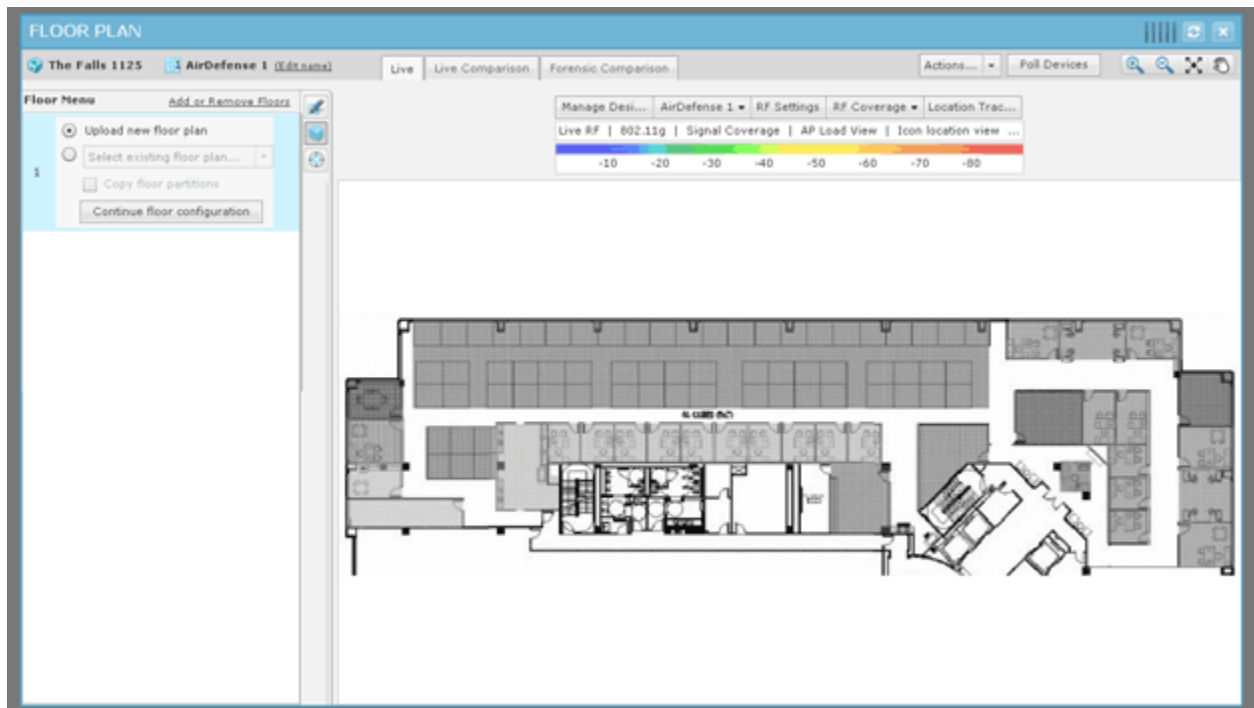 FLOOR PLAN
The Falls 1125 1 AirDefense 1 (Edit name)
Live Live Comparison Forensic Comparison
Actions... Poll Devices
Floor Menu Add or Remove Floors
Upload new floor plan
1
Select existing floor plan...
Copy floor partitions
Continue floor configuration
Manage Desi... AirDefense 1 RF Settings RF Coverage Location Trac...
Live RF | 802.11g | Signal Coverage | AP Load View | Icon location view ...
-10 -20 -30 -40 -50 -60 -70 -80